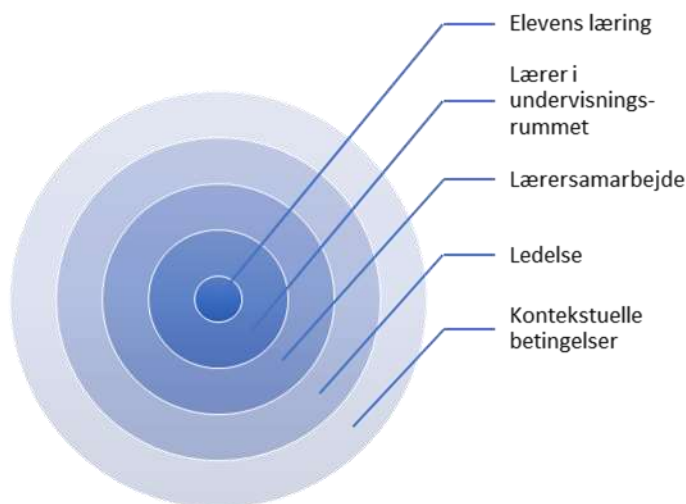 Elevens læring
Lærer i
undervisnings-
rummet
Lærersamarbejde
Ledelse
Kontekstuelle
betingelser